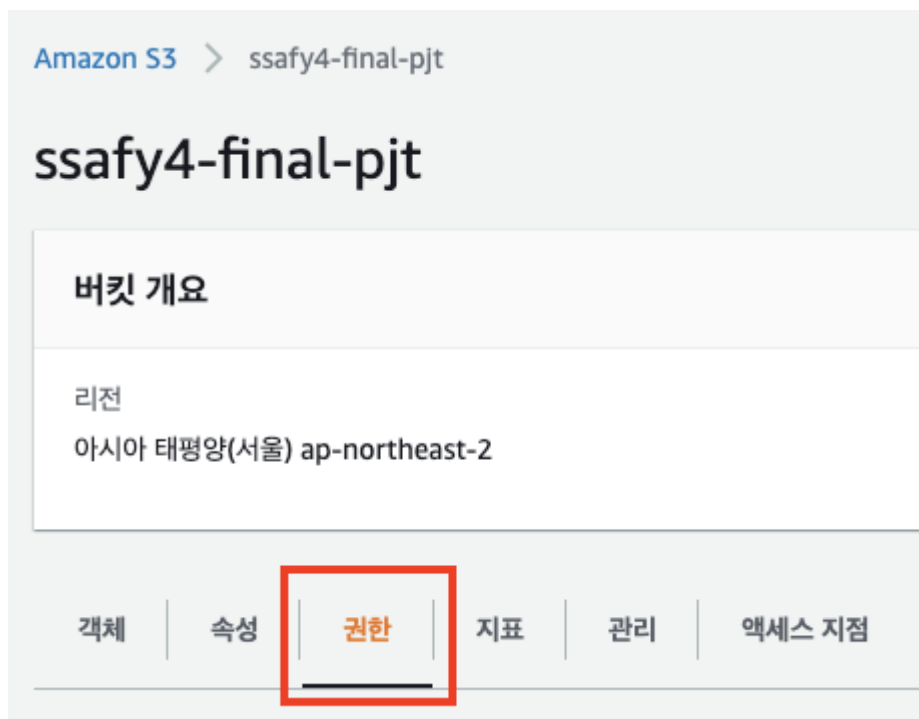 Amazon S3 > ssafy4-final-pjt
ssafy4-final-pjt
버킷 개요
리전
아시아 태평양(서울) ap-northeast-2
객체 속성 권한 지표 관리 액세스 지점